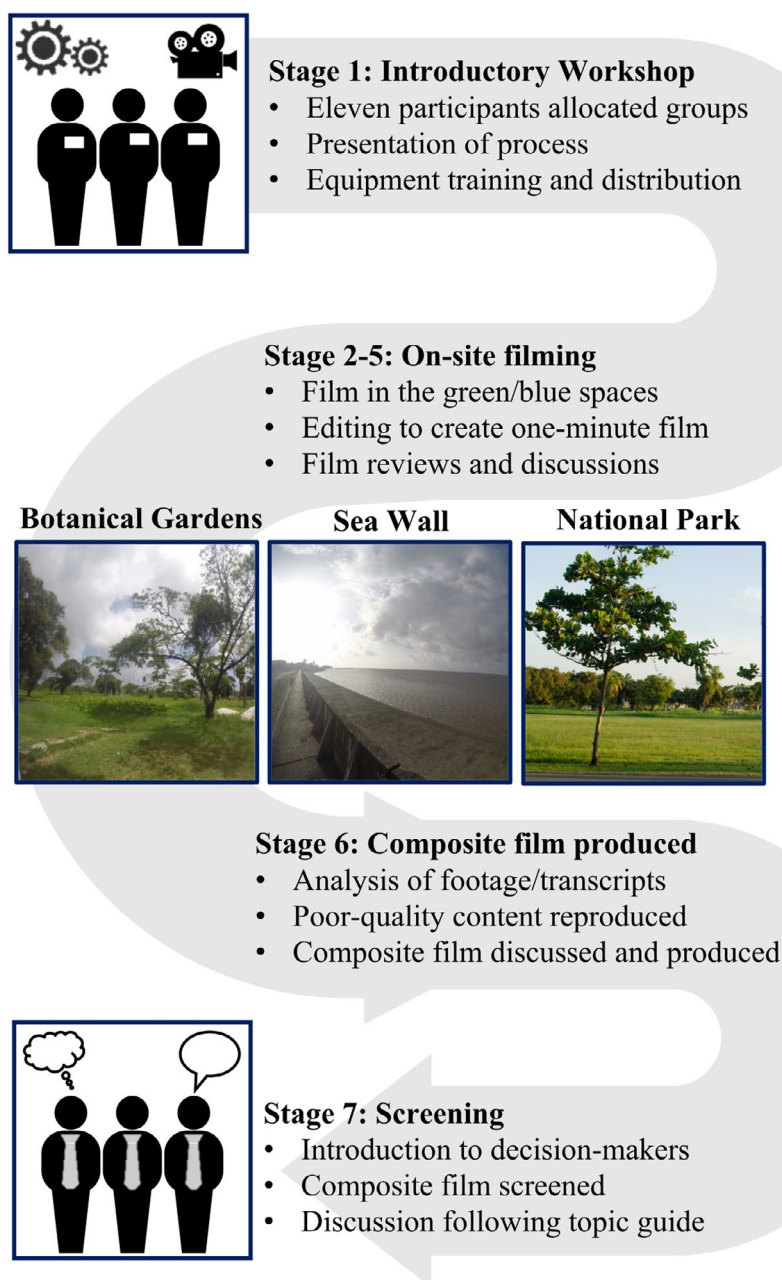 Stage 1: Introductory Workshop
• Eleven participants allocated groups
• Presentation of process
• Equipment training and distribution
Stage 2-5: On-site filming
• Film in the green/blue spaces
• Editing to create one-minute film
• Film reviews and discussions
Botanical Gardens
Sea Wall
National Park
Stage 6: Composite film produced
• Analysis of footage/transcripts
• Poor-quality content reproduced
• Composite film discussed and produced
Stage 7: Screening
• Introduction to decision-makers
• Composite film screened
• Discussion following topic guide